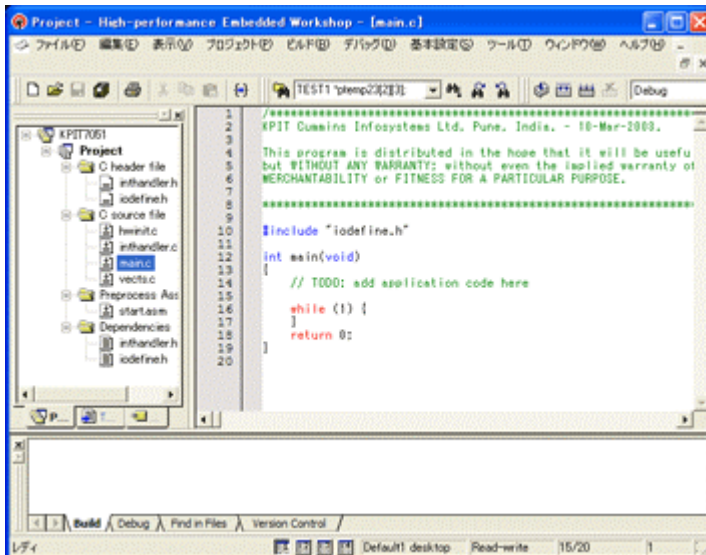 Project - High-performance Embedded Workshop - [main.c]
ファイル(F) 編集(E) 表示(V) プロジェクト(P) ビルド(B) デバッグ(D) 基本設定(S) ツール(T) ウィンドウ(W) ヘルプ(H)
TEST1 *ptemp23[2][3]; Debug
KPIT7051
Project
C header file
inthandler.h
iodefine.h
C source file
hwinit.c
inthandler.c
main.c
vects.c
Preprocess Ass
start.asm
Dependencies
inthandler.h
iodefine.h
P... T...
1 /******************************************************
2 KPIT Cummins Infosystems Ltd. Pune. India. - 10-Mar-2003.
3
4 This program is distributed in the hope that it will be usefu
5 but WITHOUT ANY WARRANTY; without even the implied warranty of
6 MERCHANTABILITY or FITNESS FOR A PARTICULAR PURPOSE.
7
8 ******************************************************
9
10 #include "iodefine.h"
11
12 int main(void)
13 {
14 // TODO: add application code here
15
16 while (1) {
17 }
18 return 0;
19 }
20
Build Debug Find in Files Version Control
レディ Default1 desktop Read-write 15/20 1